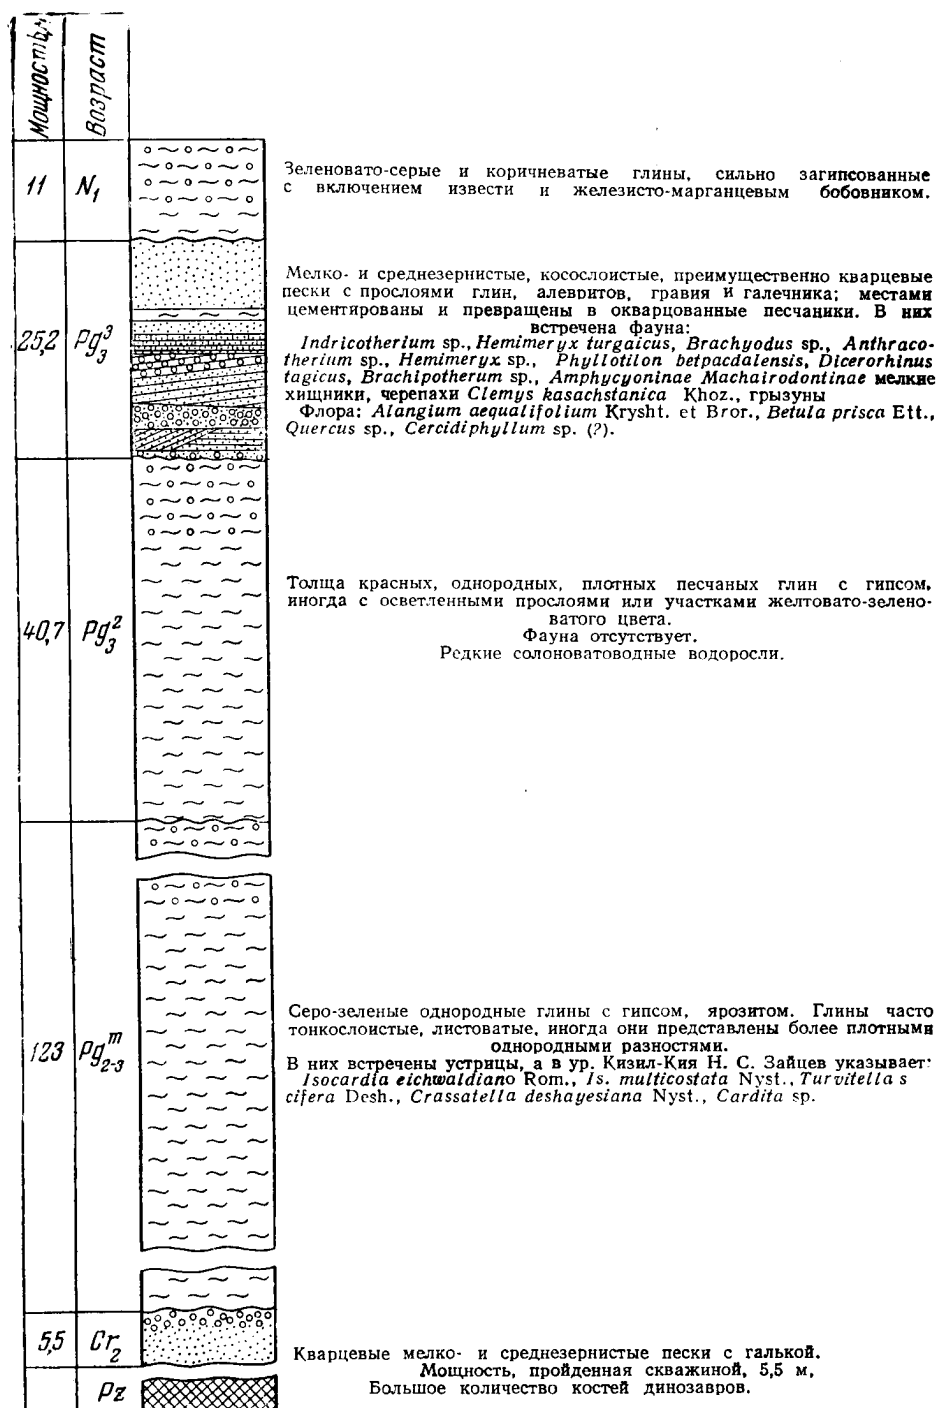 Мощность, м
Возраст
11
N₁
Зеленовато-серые и коричневатые глины, сильно загипсованные
с включением извести и железисто-марганцевым бобовником.
25,2
Pg₃³
Мелко- и среднезернистые, косослоистые, преимущественно кварцевые
пески с прослоями глин, алевритов, гравия и галечника; местами
цементированы и превращены в окварцованные песчаники. В них
встречена фауна:
Indricotherium sp., Hemimeryx turgaicus, Brachyodus sp., Anthraco-
therium sp., Hemimeryx sp., Phyllotilon betpacdalensis, Dicerorhinus
tagicus, Brachipotherum sp., Amphycyoninae Machairodontinae мелкие
хищники, черепахи Clemys kasachstanica Khoz., грызуны
Флора: Alangium aequalifolium Krysht. et Bror., Betula prisca Ett.,
Quercus sp., Cercidiphyllum sp. (?).
40,7
Pg₃²
Толща красных, однородных, плотных песчаных глин с гипсом,
иногда с осветленными прослоями или участками желтовато-зелено-
ватого цвета.
Фауна отсутствует.
Редкие солоноватоводные водоросли.
123
Pg₂₋₃ᵐ
Серо-зеленые однородные глины с гипсом, ярозитом. Глины часто
тонкослоистые, листоватые, иногда они представлены более плотными
однородными разностями.
В них встречены устрицы, а в ур. Кизил-Кия Н. С. Зайцев указывает:
Isocardia eichwaldiano Rom., Is. multicostata Nyst., Turvitella s
cifera Desh., Crassatella deshayesiana Nyst., Cardita sp.
5,5
Cr₂
Кварцевые мелко- и среднезернистые пески с галькой.
Мощность, пройденная скважиной, 5,5 м,
Большое количество костей динозавров.
Pz